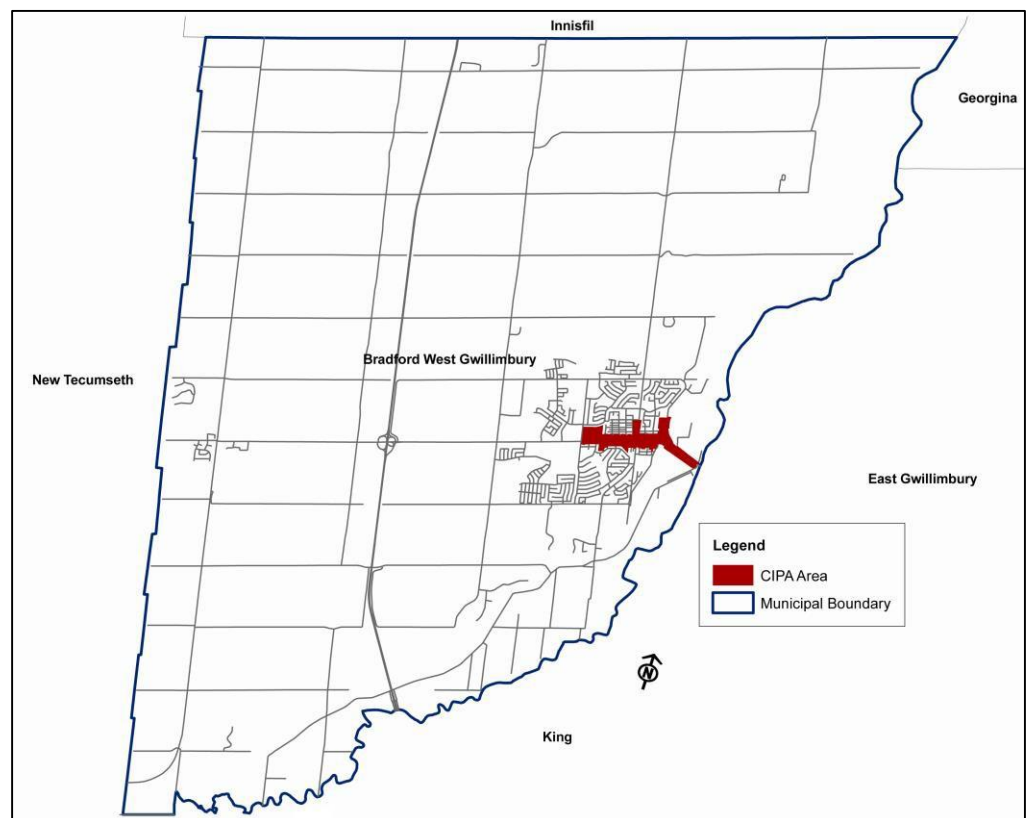 Innisfil
Georgina
Bradford West Gwillimbury
New Tecumseth
East Gwillimbury
Legend
CIPA Area
Municipal Boundary
N
King